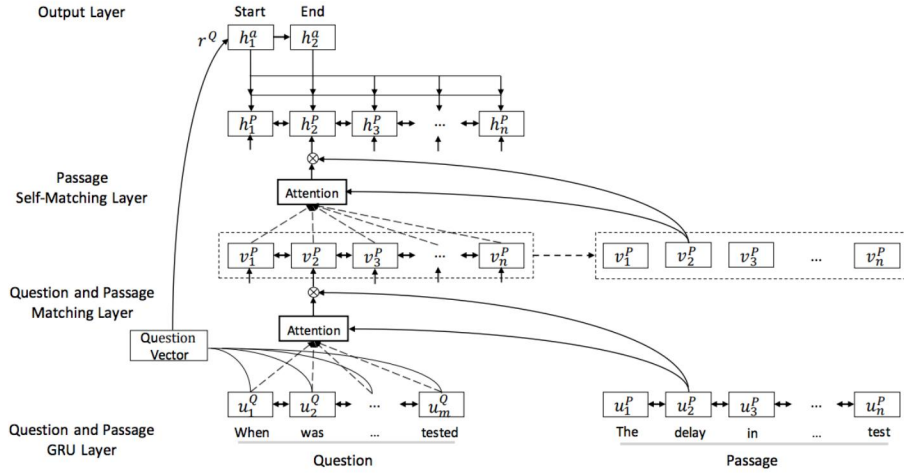 Output Layer
Start End
r^Q h_1^a h_2^a
h_1^P h_2^P h_3^P ... h_n^P
Passage
Self-Matching Layer
Attention
v_1^P v_2^P v_3^P ... v_n^P v_1^P v_2^P v_3^P ... v_n^P
Question and Passage
Matching Layer
Attention
Question
Vector
u_1^Q u_2^Q ... u_m^Q u_1^P u_2^P u_3^P ... u_n^P
Question and Passage
GRU Layer
When was ... tested The delay in ... test
Question Passage